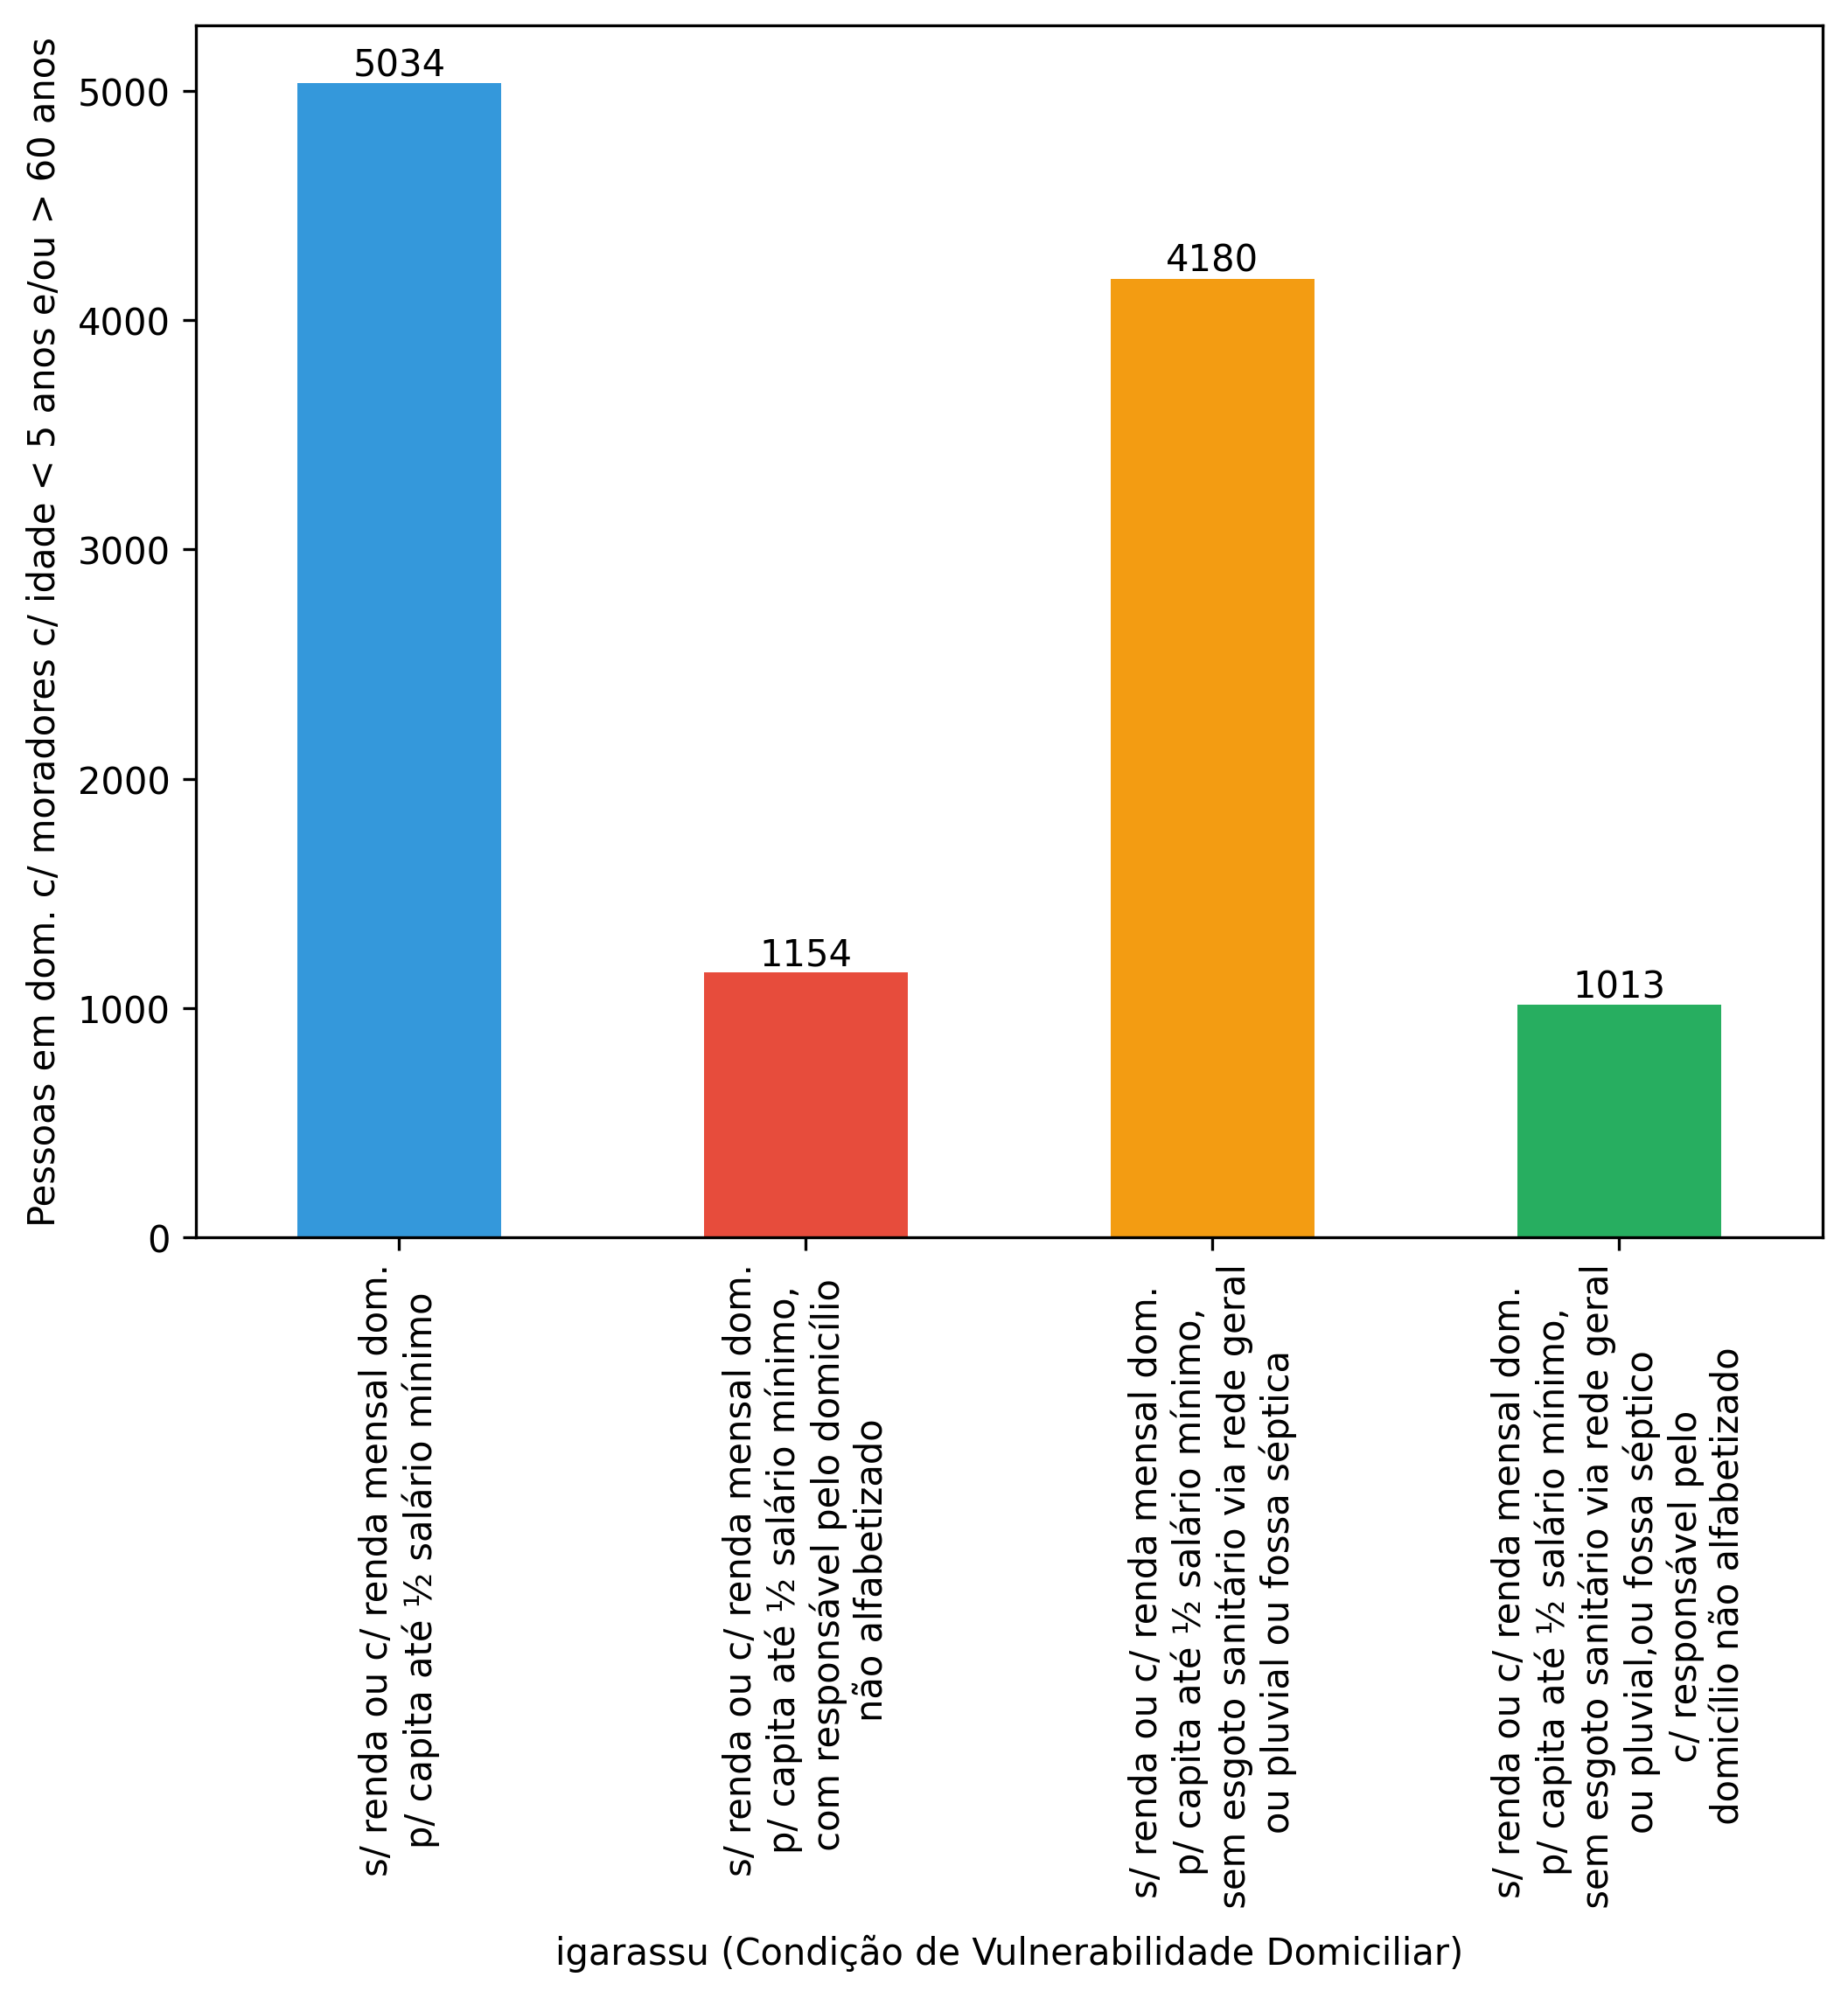 Pessoas em dom. c/ moradores c/ idade < 5 anos e/ou > 60 anos
5000
4000
3000
2000
1000
0
5034
1154
4180
1013
s/ renda ou c/ renda mensal dom.
p/ capita até ½ salário mínimo
s/ renda ou c/ renda mensal dom.
p/ capita até ½ salário mínimo,
com responsável pelo domicílio
não alfabetizado
s/ renda ou c/ renda mensal dom.
p/ capita até ½ salário mínimo,
sem esgoto sanitário via rede geral
ou pluvial ou fossa séptica
s/ renda ou c/ renda mensal dom.
p/ capita até ½ salário mínimo,
sem esgoto sanitário via rede geral
ou pluvial,ou fossa séptico
c/ responsável pelo
domicílio não alfabetizado
igarassu (Condição de Vulnerabilidade Domiciliar)